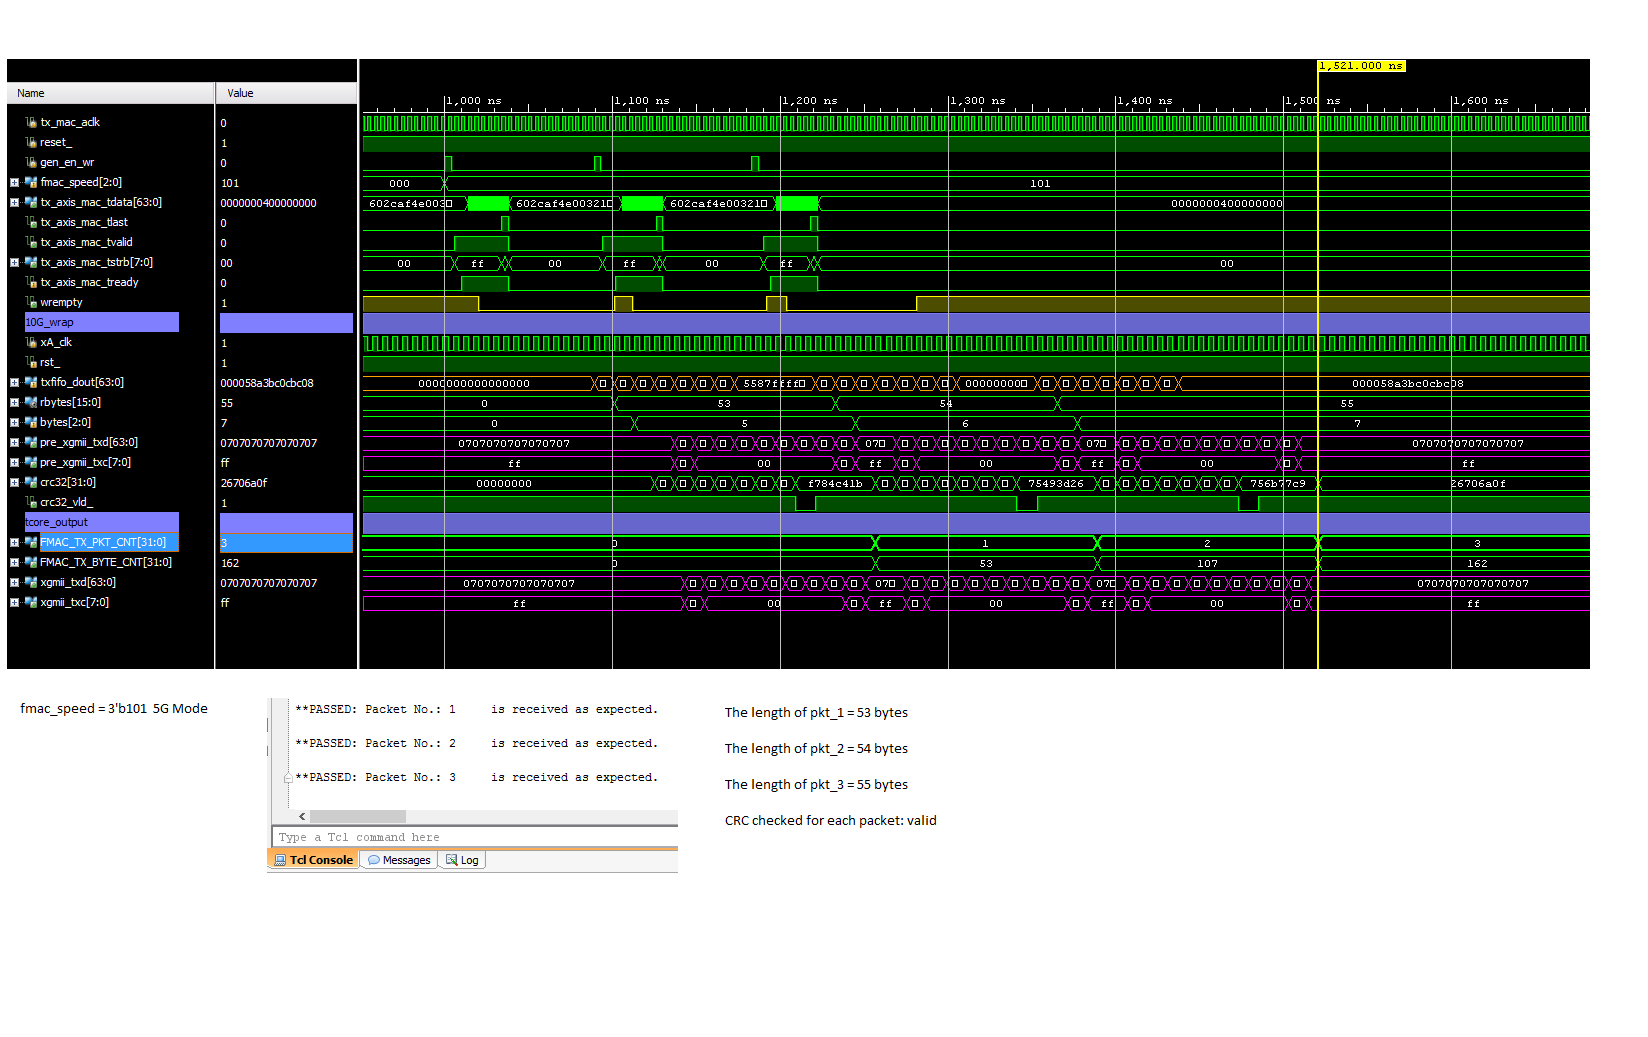 1,521.000 ns
Name Value
1,000 ns 1,100 ns 1,200 ns 1,300 ns 1,400 ns 1,500 ns 1,600 ns
tx_mac_aclk 0
reset_ 1
gen_en_wr 0
fmac_speed[2:0] 101 000 101
tx_axis_mac_tdata[63:0] 0000000400000000 602caf4e003 602caf4e00321 602caf4e00321 0000000400000000
tx_axis_mac_tlast 0
tx_axis_mac_tvalid 0
tx_axis_mac_tstrb[7:0] 00 00 ff 00 ff 00 ff 00
tx_axis_mac_tready 0
wrempty 1
10G_wrap
xA_clk 1
rst_ 1
txfifo_dout[63:0] 000058a3bc0cbc08 0000000000000000 5587ffff 00000000 000058a3bc0cbc08
rbytes[15:0] 55 0 53 54 55
bytes[2:0] 7 0 5 6 7
pre_xgmii_txd[63:0] 0707070707070707 0707070707070707 070 070 0707070707070707
pre_xgmii_txc[7:0] ff ff 00 ff 00 ff 00 ff
crc32[31:0] 26706a0f 00000000 f784c41b 75493d26 756b77c9 26706a0f
crc32_vld_ 1
tcore_output
FMAC_TX_PKT_CNT[31:0] 3 0 1 2 3
FMAC_TX_BYTE_CNT[31:0] 162 0 53 107 162
xgmii_txd[63:0] 0707070707070707 0707070707070707 070 070 0707070707070707
xgmii_txc[7:0] ff ff 00 ff 00 ff 00 ff
fmac_speed = 3'b101 5G Mode
**PASSED: Packet No.: 1 is received as expected.
**PASSED: Packet No.: 2 is received as expected.
**PASSED: Packet No.: 3 is received as expected.
Type a Tcl command here
Tcl Console Messages Log
The length of pkt_1 = 53 bytes
The length of pkt_2 = 54 bytes
The length of pkt_3 = 55 bytes
CRC checked for each packet: valid